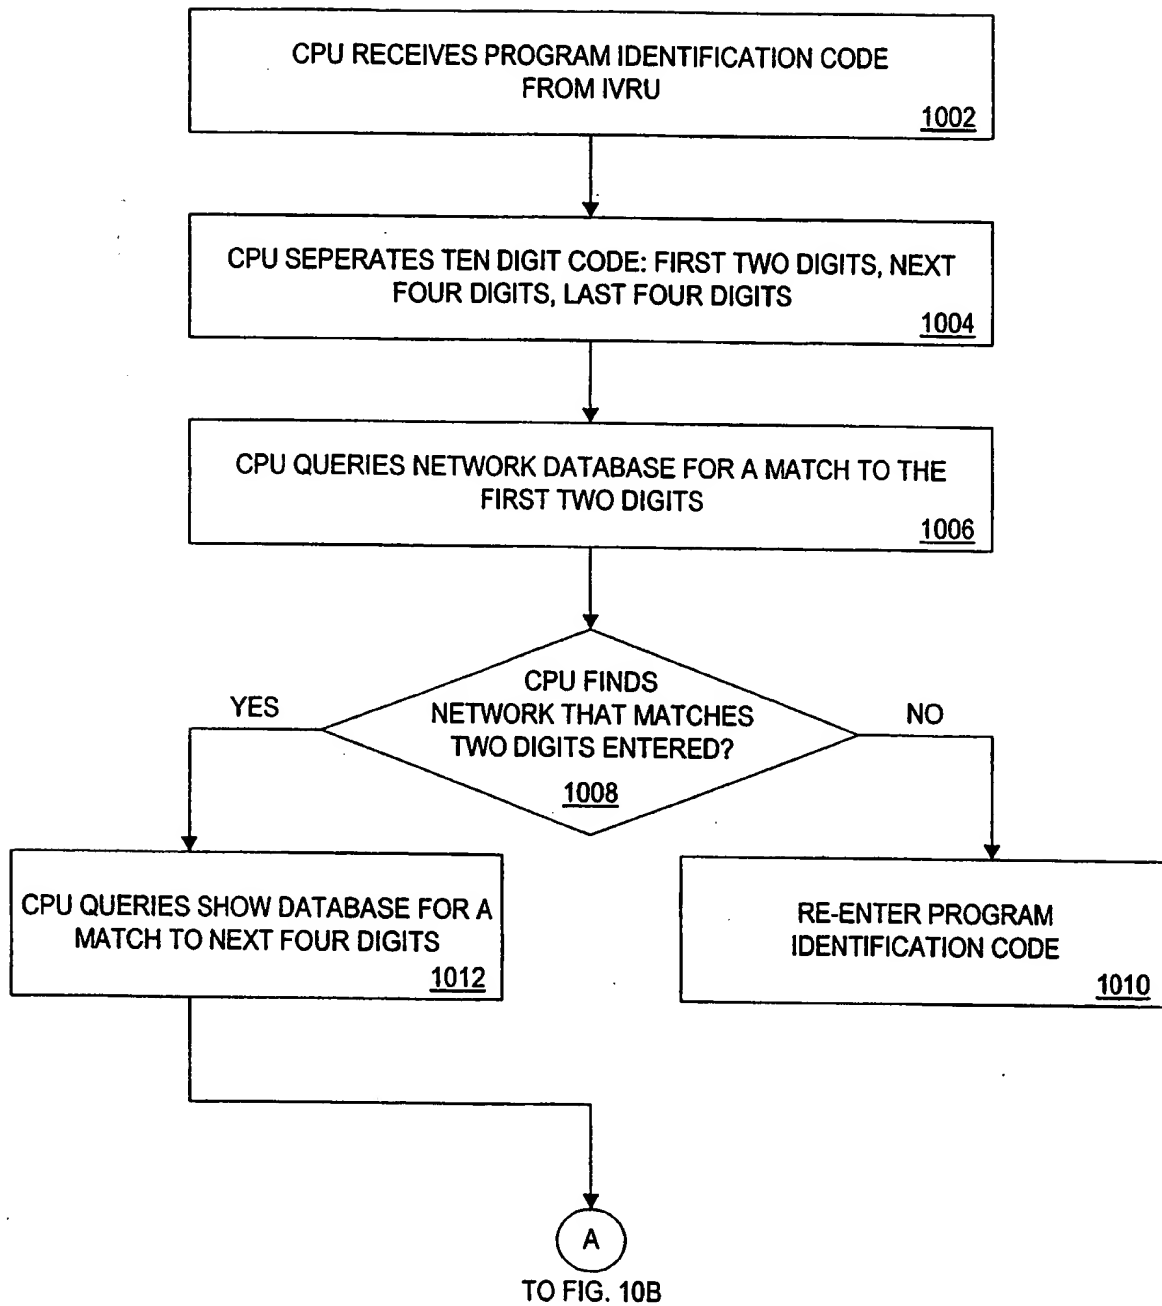 CPU RECEIVES PROGRAM IDENTIFICATION CODE
FROM IVRU
1002
CPU SEPERATES TEN DIGIT CODE: FIRST TWO DIGITS, NEXT
FOUR DIGITS, LAST FOUR DIGITS
1004
CPU QUERIES NETWORK DATABASE FOR A MATCH TO THE
FIRST TWO DIGITS
1006
CPU FINDS
NETWORK THAT MATCHES
TWO DIGITS ENTERED?
1008
YES
NO
CPU QUERIES SHOW DATABASE FOR A
MATCH TO NEXT FOUR DIGITS
1012
RE-ENTER PROGRAM
IDENTIFICATION CODE
1010
A
TO FIG. 10B